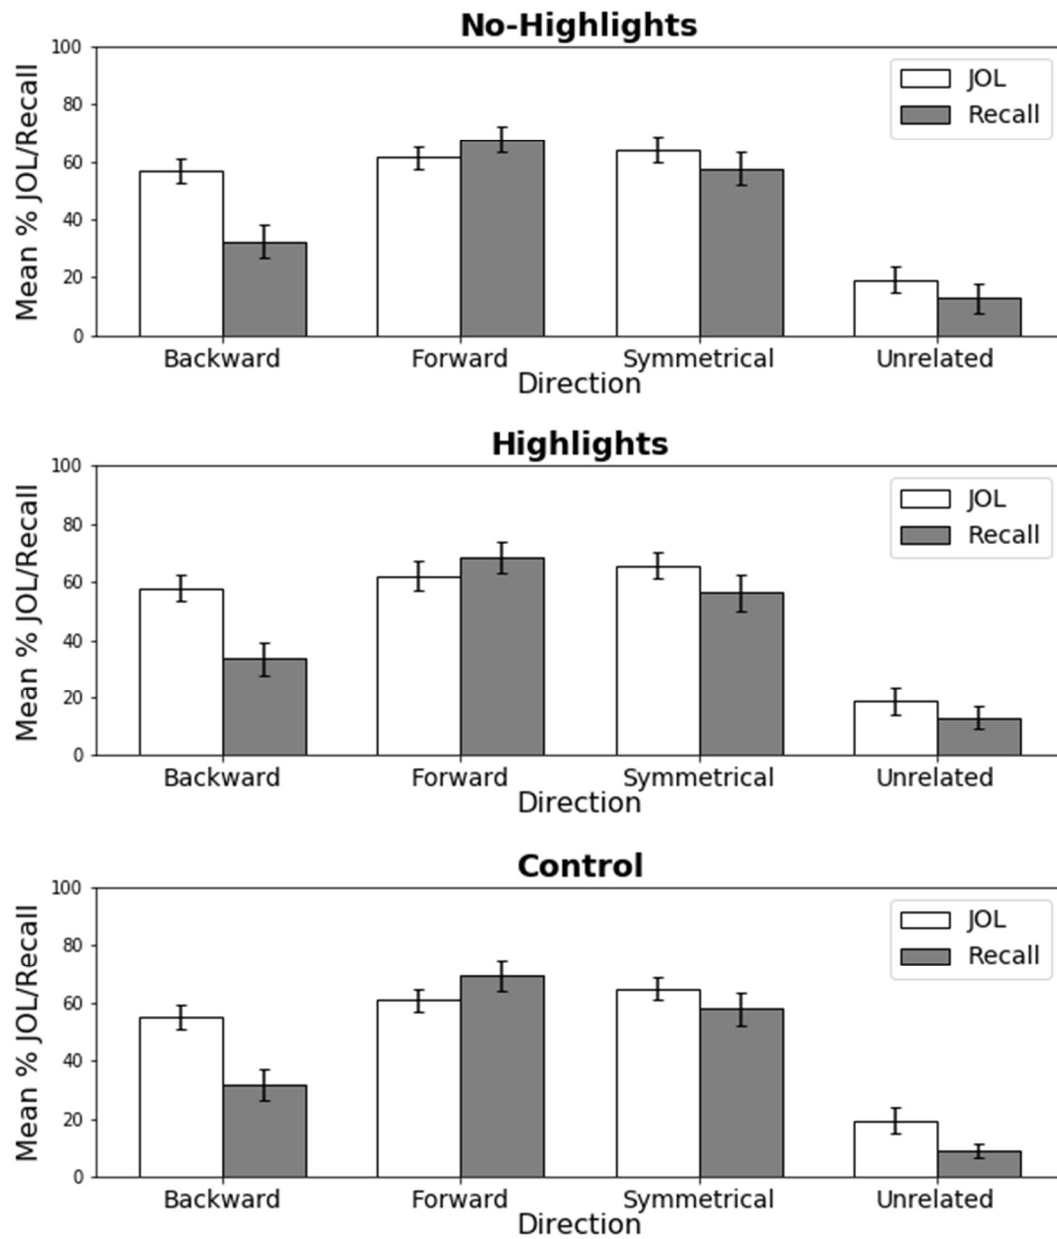 No-Highlights
Mean % JOL/Recall
100
80
60
40
20
0
JOL
Recall
Backward Forward Symmetrical Unrelated
Direction
Highlights
Mean % JOL/Recall
100
80
60
40
20
0
JOL
Recall
Backward Forward Symmetrical Unrelated
Direction
Control
Mean % JOL/Recall
100
80
60
40
20
0
JOL
Recall
Backward Forward Symmetrical Unrelated
Direction